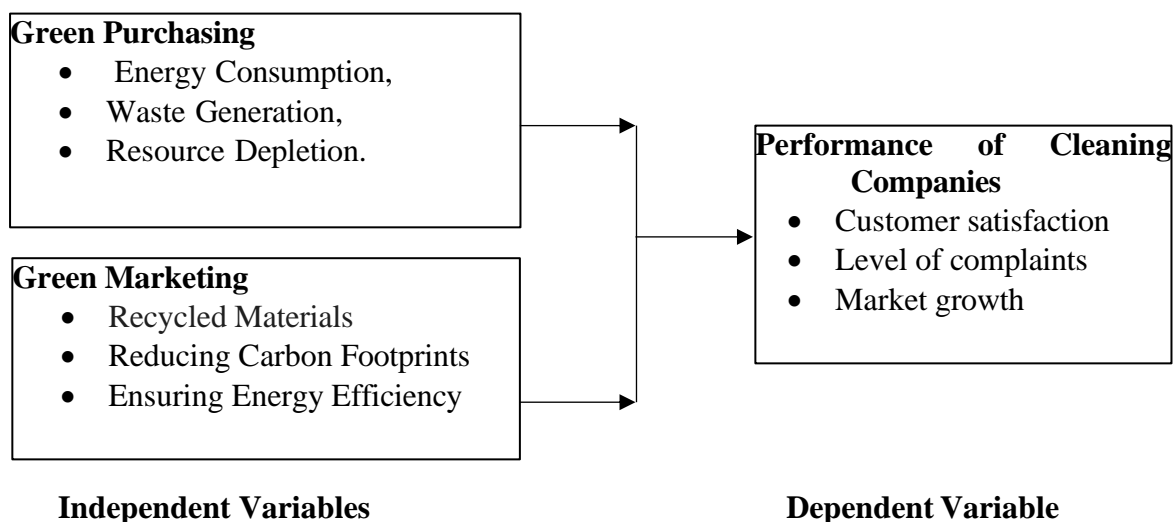 Green Purchasing
• Energy Consumption,
• Waste Generation,
• Resource Depletion.
Green Marketing
• Recycled Materials
• Reducing Carbon Footprints
• Ensuring Energy Efficiency
Performance of Cleaning
Companies
• Customer satisfaction
• Level of complaints
• Market growth
Independent Variables
Dependent Variable